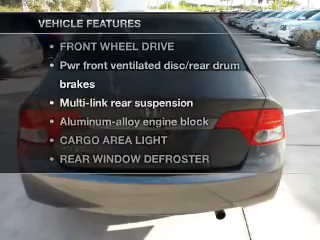 VEHICLE FEATURES
• FRONT WHEEL DRIVE
• Pwr front ventilated disc/rear drum
brakes
• Multi-link rear suspension
• Aluminum-alloy engine block
• CARGO AREA LIGHT
• REAR WINDOW DEFROSTER